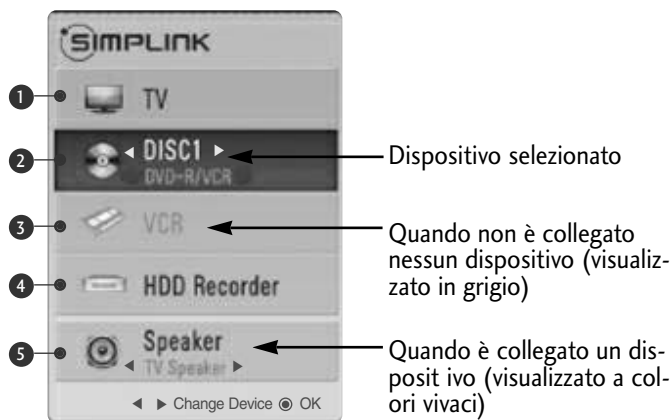 SIMPLINK
1 TV
2 ◄ DISC1 ►
DVD-R/VCR
Dispositivo selezionato
3 VCR
Quando non è collegato
nessun dispositivo (visualiz-
zato in grigio)
4 HDD Recorder
5 Speaker
◄ TV Speaker ►
Quando è collegato un dis-
posit ivo (visualizzato a col-
ori vivaci)
◄ ► Change Device ◉ OK